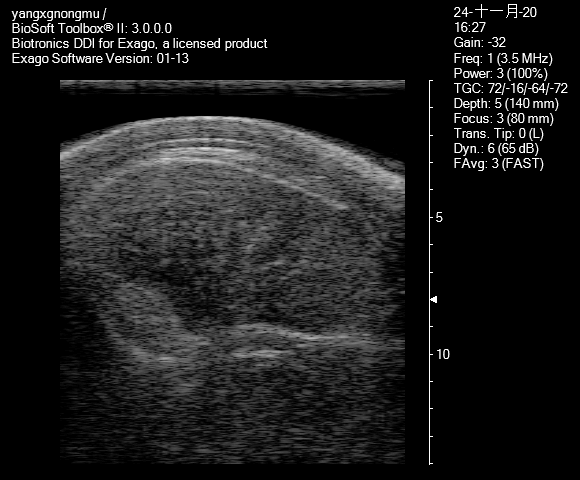 yangxgnongmu /
BioSoft Toolbox® II: 3.0.0.0
Biotronics DDI for Exago, a licensed product
Exago Software Version: 01-13
24-十一月-20
16:27
Gain: -32
Freq: 1 (3.5 MHz)
Power: 3 (100%)
TGC: 72/-16/-64/-72
Depth: 5 (140 mm)
Focus: 3 (80 mm)
Trans. Tip: 0 (L)
Dyn.: 6 (65 dB)
FAvg: 3 (FAST)
5
10